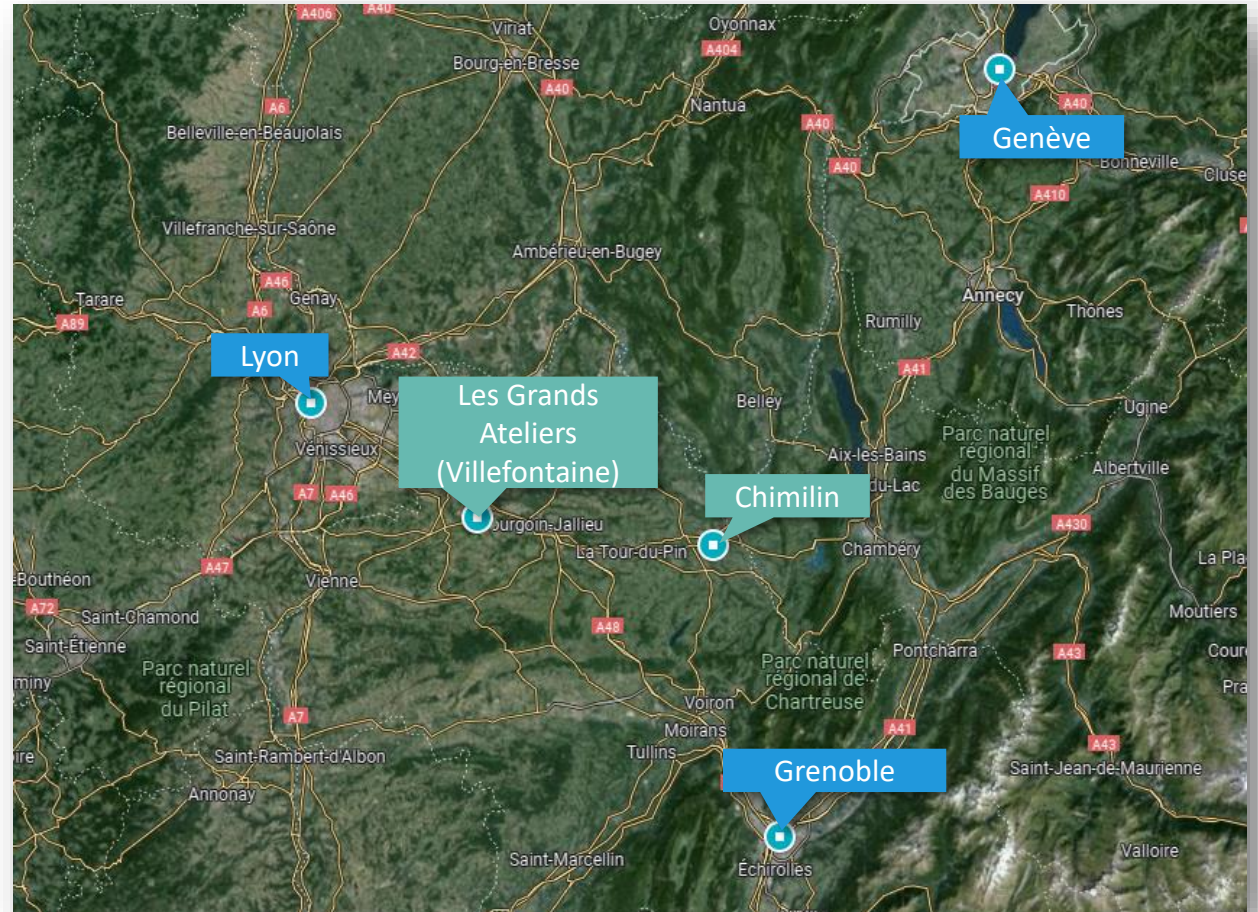 A406
A40
Viriat
Oyonnax
A404
Bourg-en-Bresse
A40
Nantua
A6
A40
A40
Belleville-en-Beaujolais
Genève
A40
Bonneville
Cluse
A410
Villefranche-sur-Saône
Ambérieu-en-Bugey
A46
Genay
Tarare
A6
A89
Annecy
Thônes
Rumilly
Lyon
A42
A41
Mey
Les Grands
Ateliers
(Villefontaine)
Belley
Ugine
Vénissieux
Parc naturel
régional
du Massif
des Bauges
Aix-les-Bains
Albertville
A7
A46
Chimilin
du-Lac
ourgoin-Jallieu
A430
La Tour-du-Pin
Chambéry
A47
La Pla
-Bouthéon
Vienne
A72
Saint-Chamond
Moutiers
A48
Saint-Étienne
Pontcharra
A43
Cour
Parc naturel
régional
du Pilat
Parc naturel
régional de
Chartreuse
miny
Pra
Voiron
A7
Moirans
A41
Tullins
A43
ire
Saint-Rambert-d'Albon
Grenoble
Saint-Jean-de-Maurienne
Annonay
Saint-Marcellin
Échirolles
Valloire